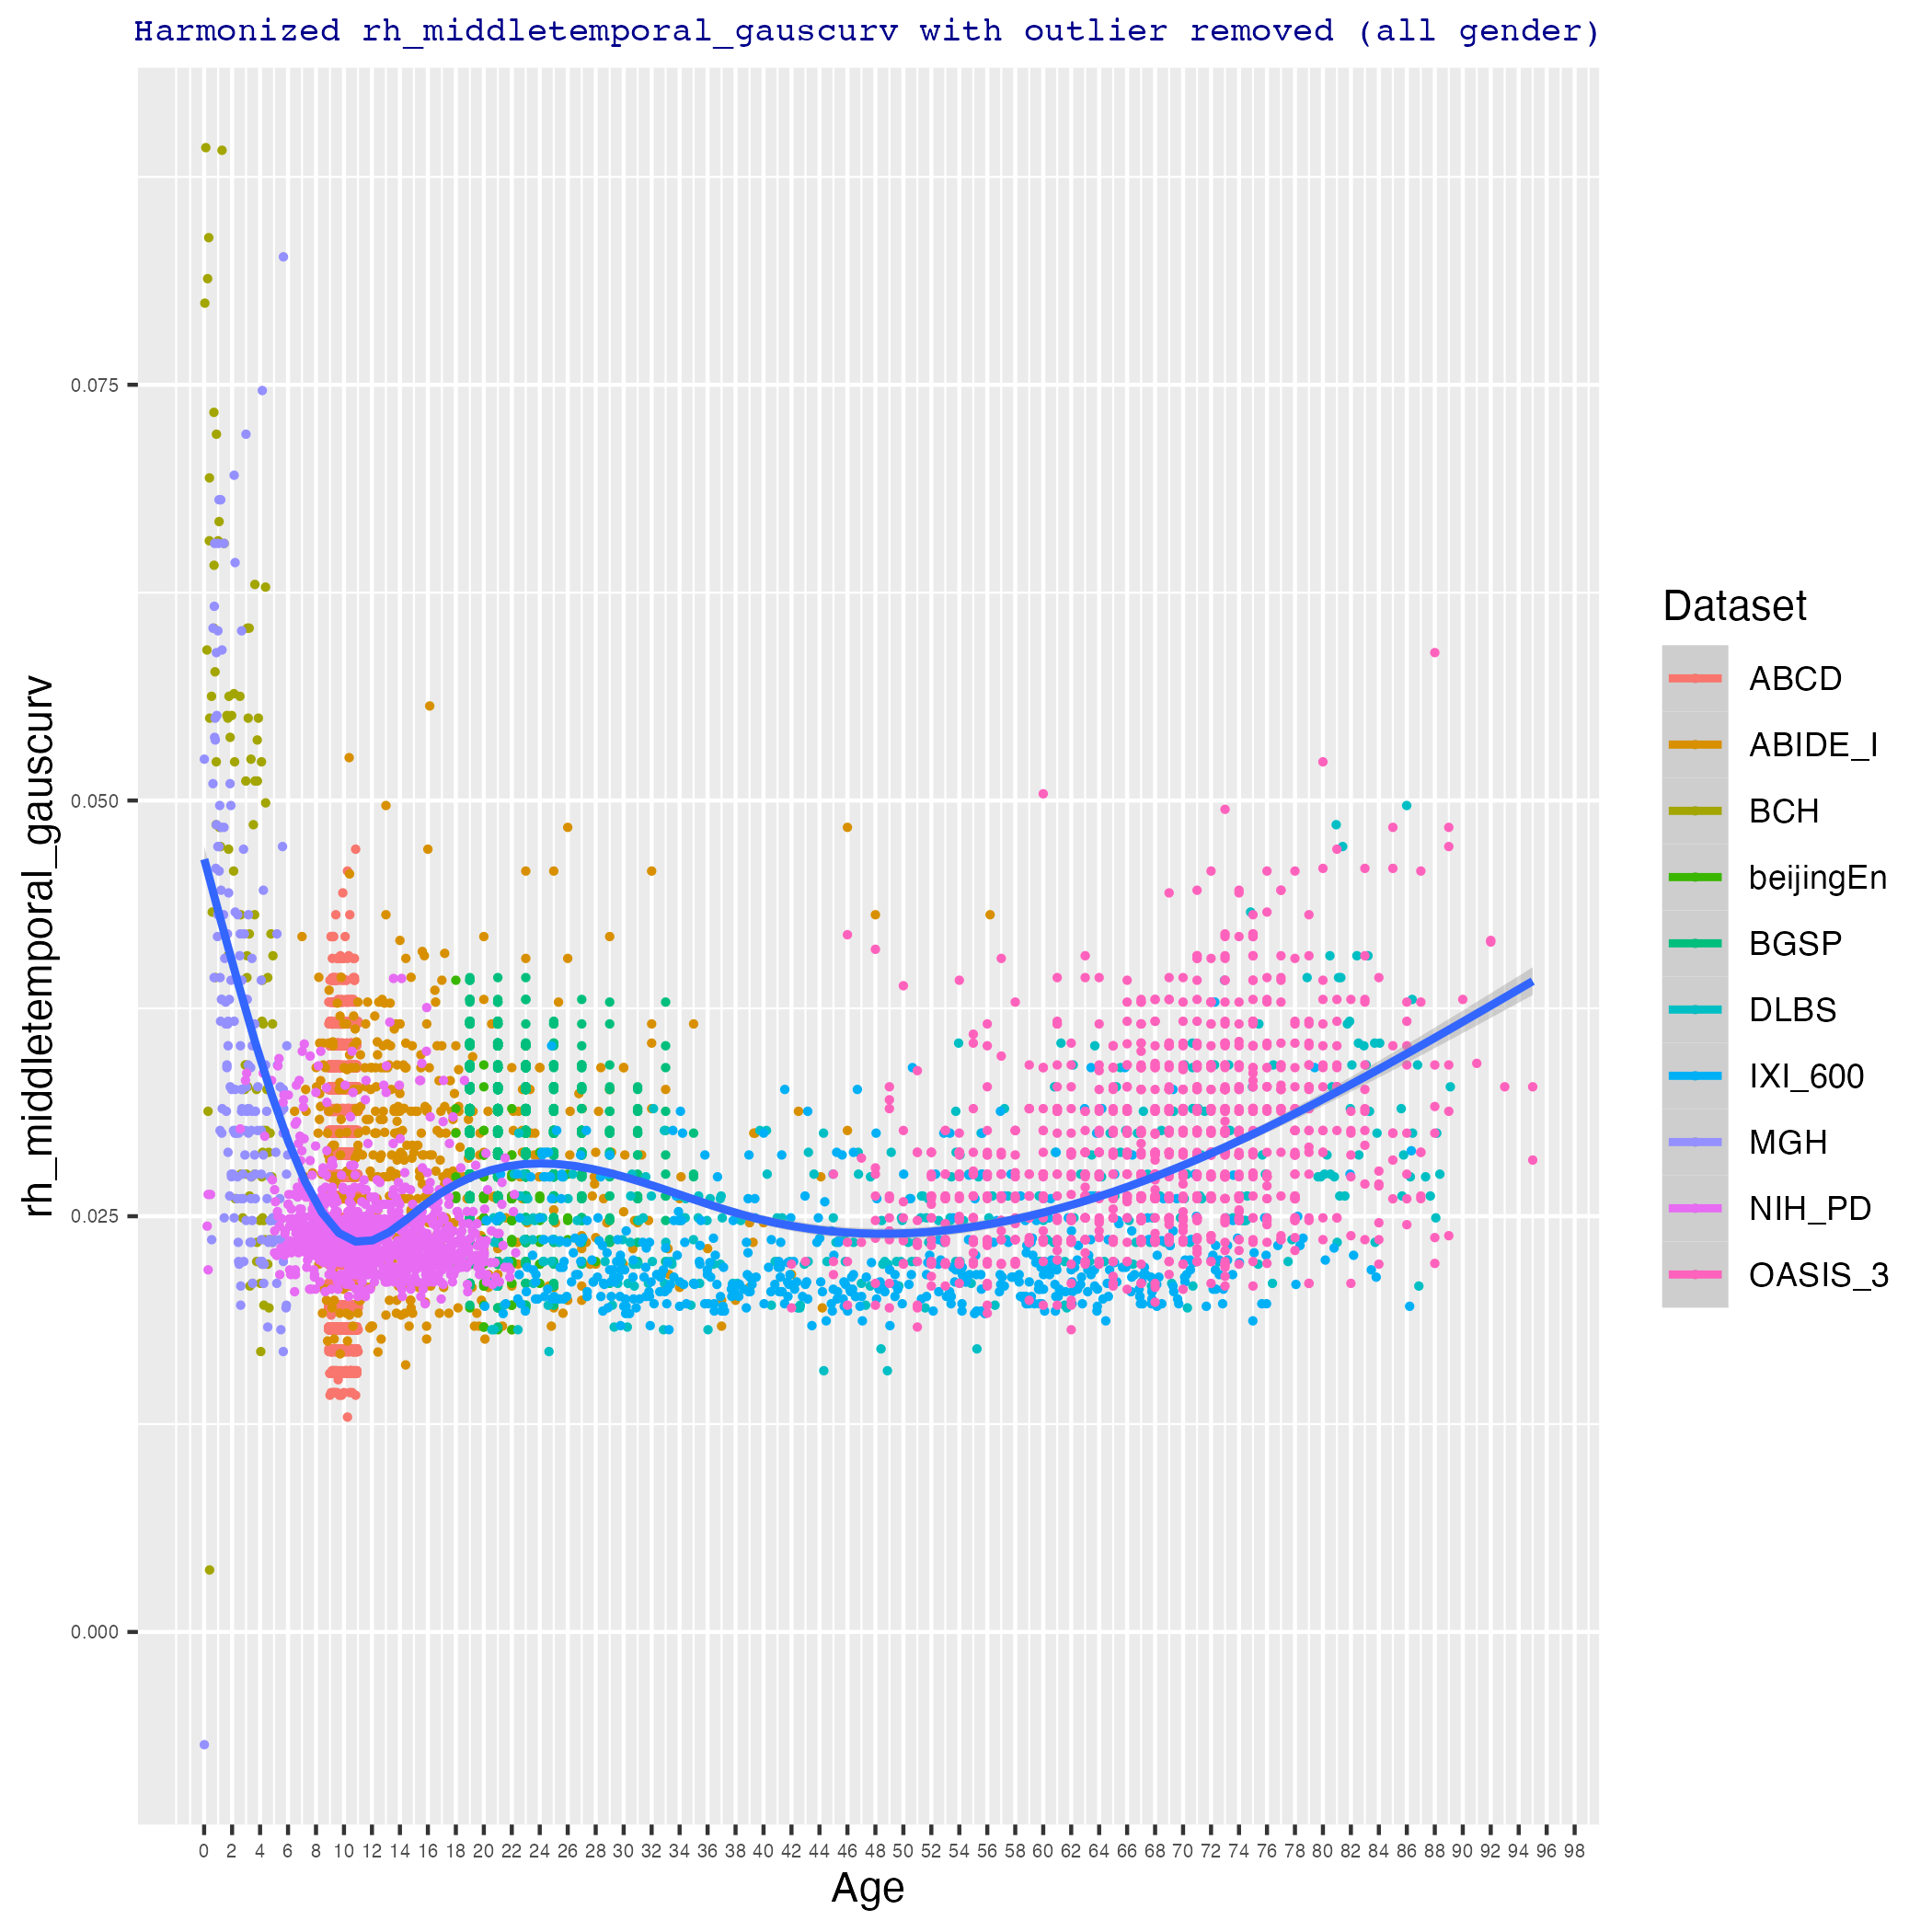 Harmonized rh_middletemporal_gauscurv with outlier removed (all gender)
rh_middletemporal_gauscurv
0.075
0.050
0.025
0.000
0 2 4 6 8 10 12 14 16 18 20 22 24 26 28 30 32 34 36 38 40 42 44 46 48 50 52 54 56 58 60 62 64 66 68 70 72 74 76 78 80 82 84 86 88 90 92 94 96 98
Age
Dataset
ABCD
ABIDE_I
BCH
beijingEn
BGSP
DLBS
IXI_600
MGH
NIH_PD
OASIS_3